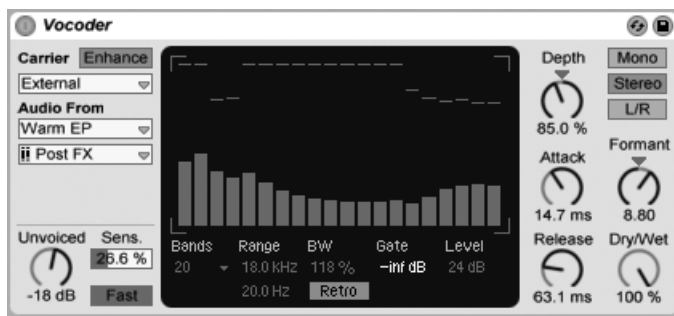 Vocoder
Carrier Enhance
External
Audio From
Warm EP
Post FX
Unvoiced Sens.
26.6 %
-18 dB Fast
Bands Range BW Gate Level
20 18.0 kHz 118 % -inf dB 24 dB
20.0 Hz Retro
Depth
85.0 %
Attack
14.7 ms
Release
63.1 ms
Mono
Stereo
L/R
Formant
8.80
Dry/Wet
100 %